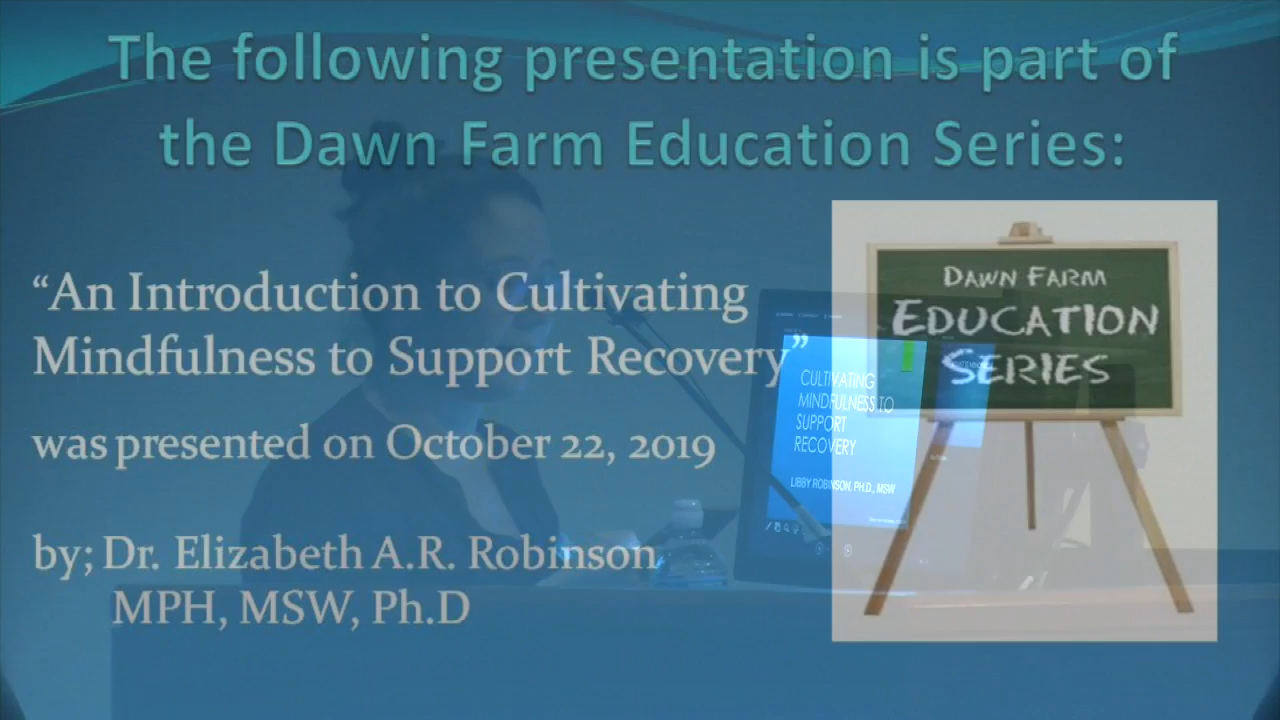 The following presentation is part of
the Dawn Farm Education Series:
“An Introduction to Cultivating
Mindfulness to Support Recovery”
was presented on October 22, 2019
by; Dr. Elizabeth A.R. Robinson
MPH, MSW, Ph.D
DAWN FARM
EDUCATION
SERIES
CULTIVATING
MINDFULNESS TO
SUPPORT
RECOVERY
LIBBY ROBINSON, PH.D., MSW